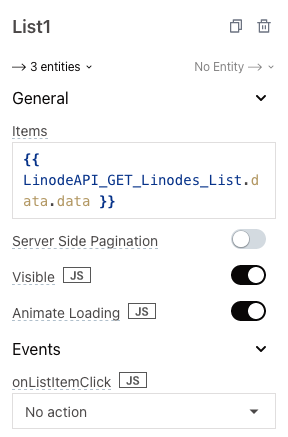 List1
3 entities
No Entity
General
Items
{{
LinodeAPI_GET_Linodes_List.d
ata.data }}
Server Side Pagination
Visible JS
Animate Loading JS
Events
onListItemClick JS
No action